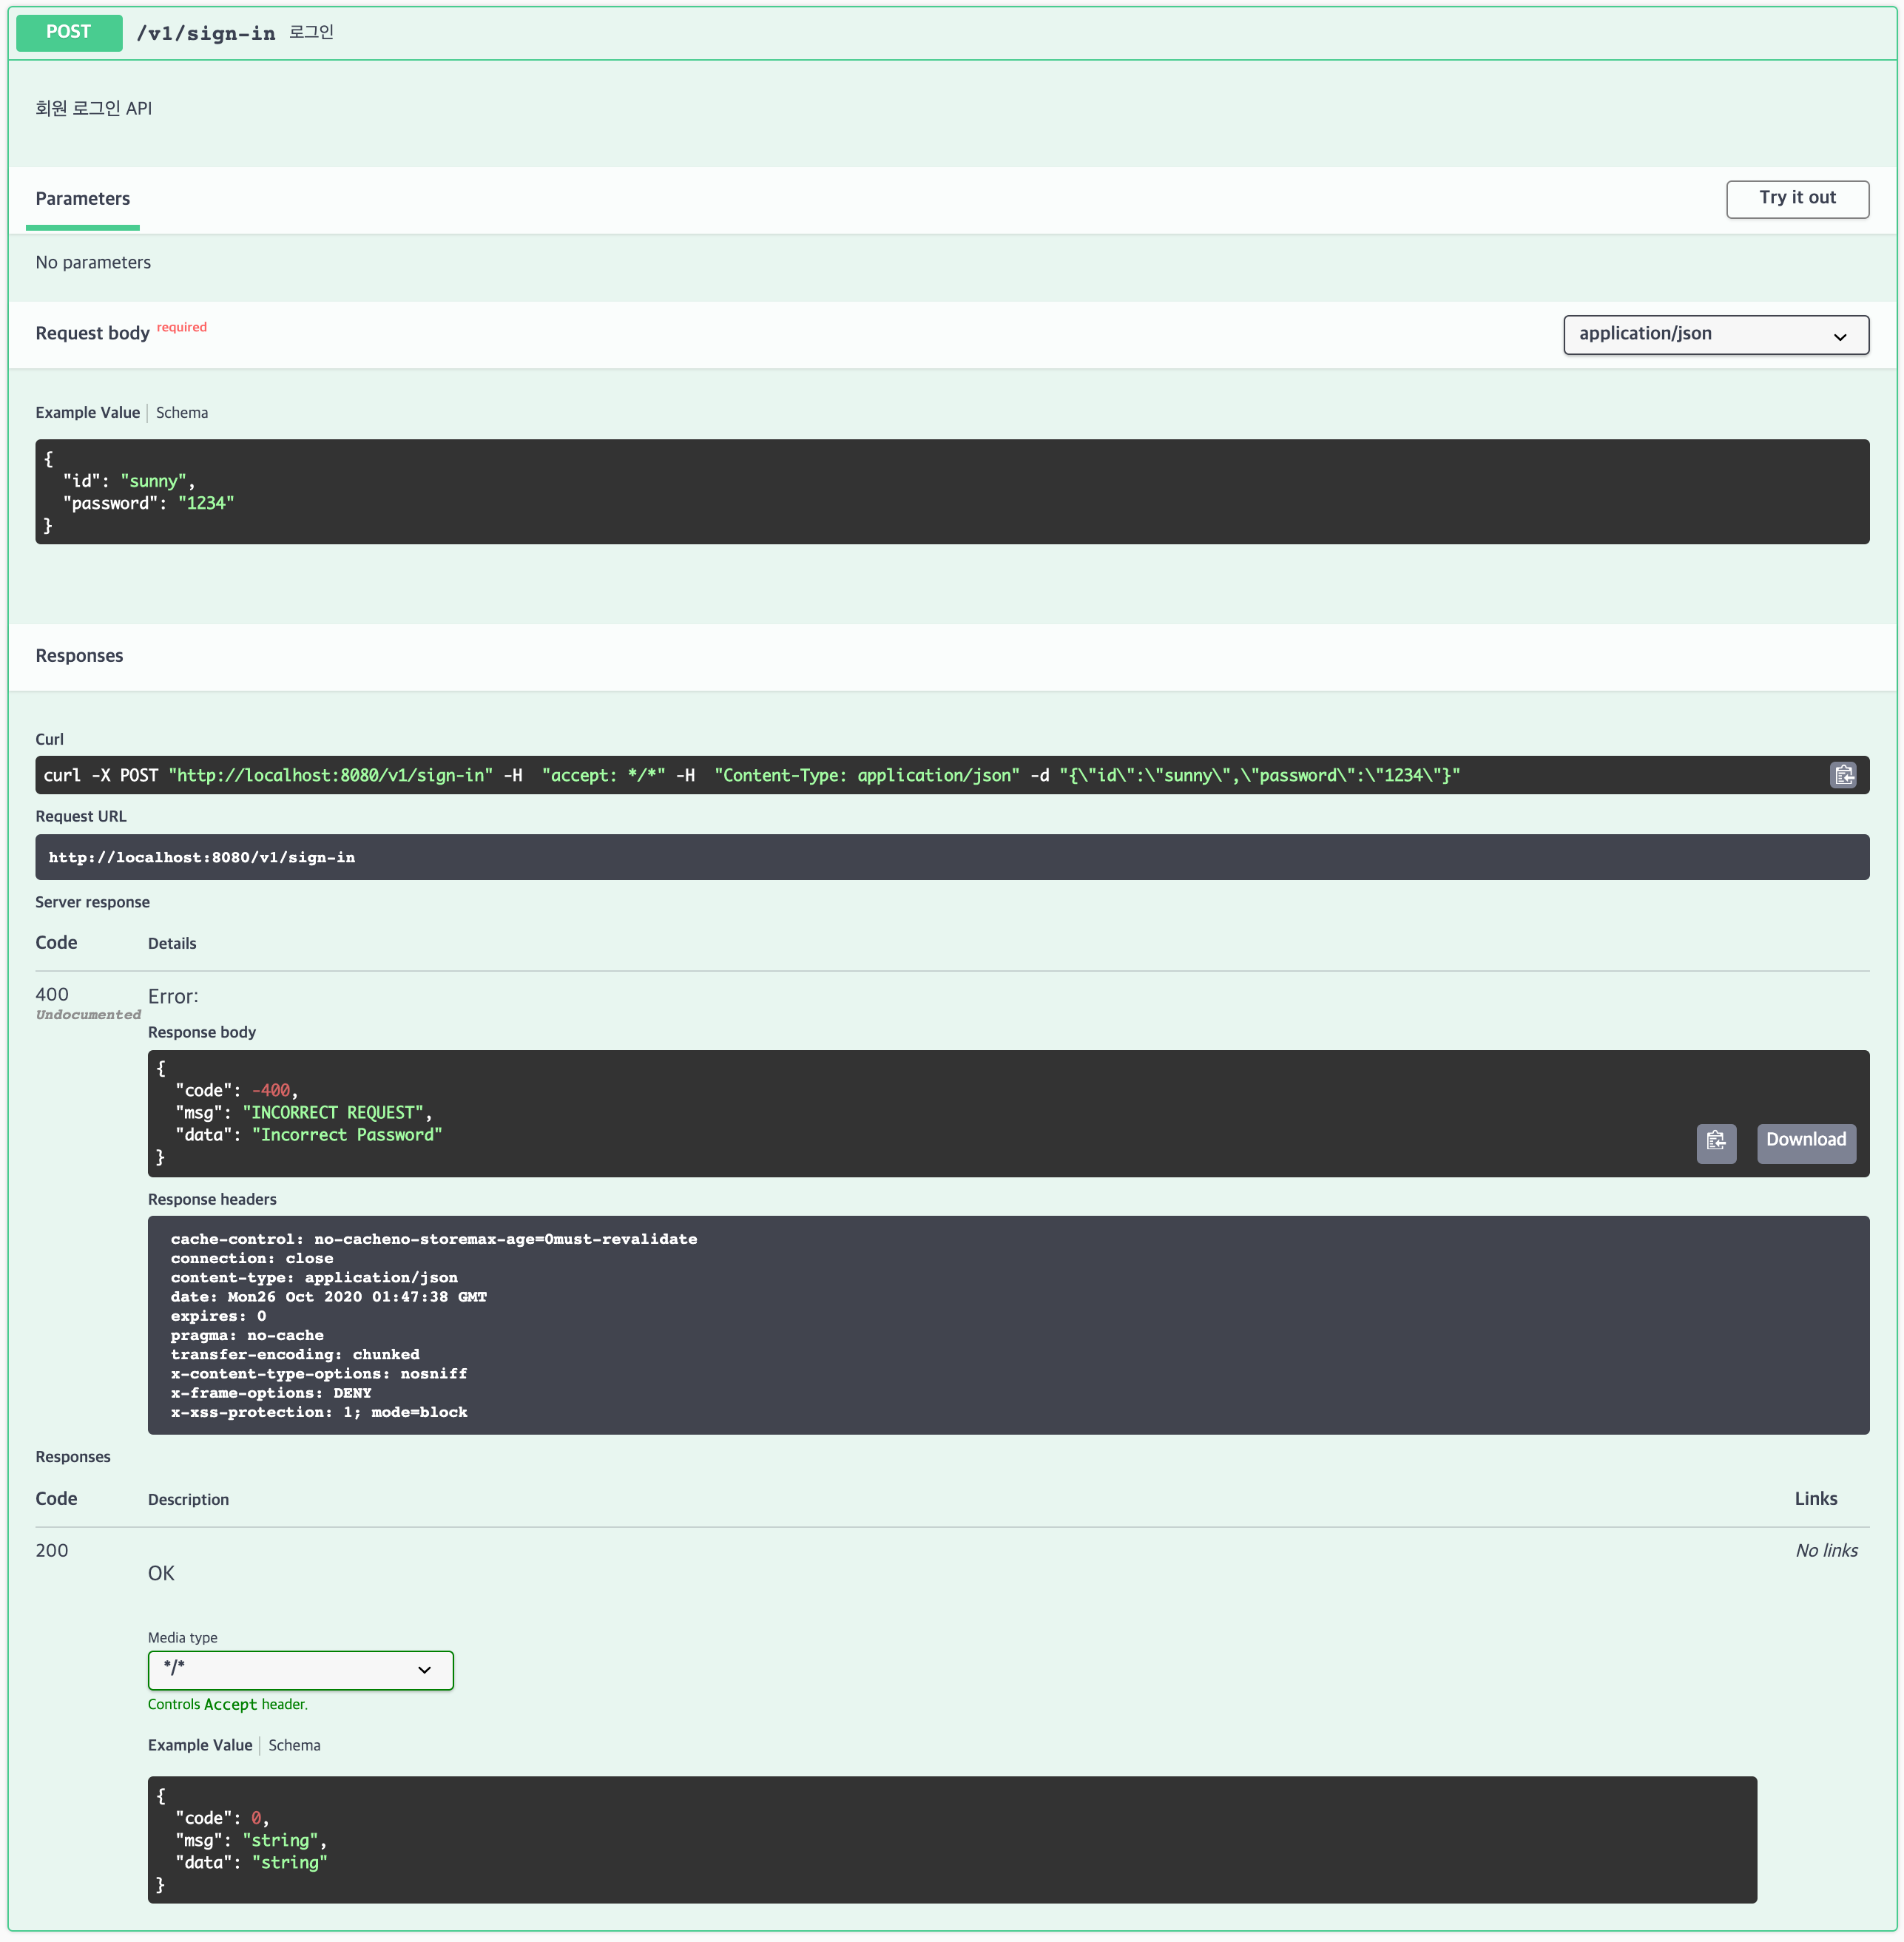 POST /v1/sign-in 로그인
회원 로그인 API
Parameters
Try it out
No parameters
Request body required
application/json
Example Value | Schema
{
  "id": "sunny",
  "password": "1234"
}
Responses
Curl
curl -X POST "http://localhost:8080/v1/sign-in" -H  "accept: */*" -H  "Content-Type: application/json" -d "{\"id\":\"sunny\",\"password\":\"1234\"}"
Request URL
http://localhost:8080/v1/sign-in
Server response
Code Details
400
Undocumented
Error:
Response body
{
  "code": -400,
  "msg": "INCORRECT REQUEST",
  "data": "Incorrect Password"
}
Download
Response headers
cache-control: no-cacheno-storemax-age=0must-revalidate
connection: close
content-type: application/json
date: Mon26 Oct 2020 01:47:38 GMT
expires: 0
pragma: no-cache
transfer-encoding: chunked
x-content-type-options: nosniff
x-frame-options: DENY
x-xss-protection: 1; mode=block
Responses
Code Description Links
200
OK
No links
Media type
*/*
Controls Accept header.
Example Value | Schema
{
  "code": 0,
  "msg": "string",
  "data": "string"
}